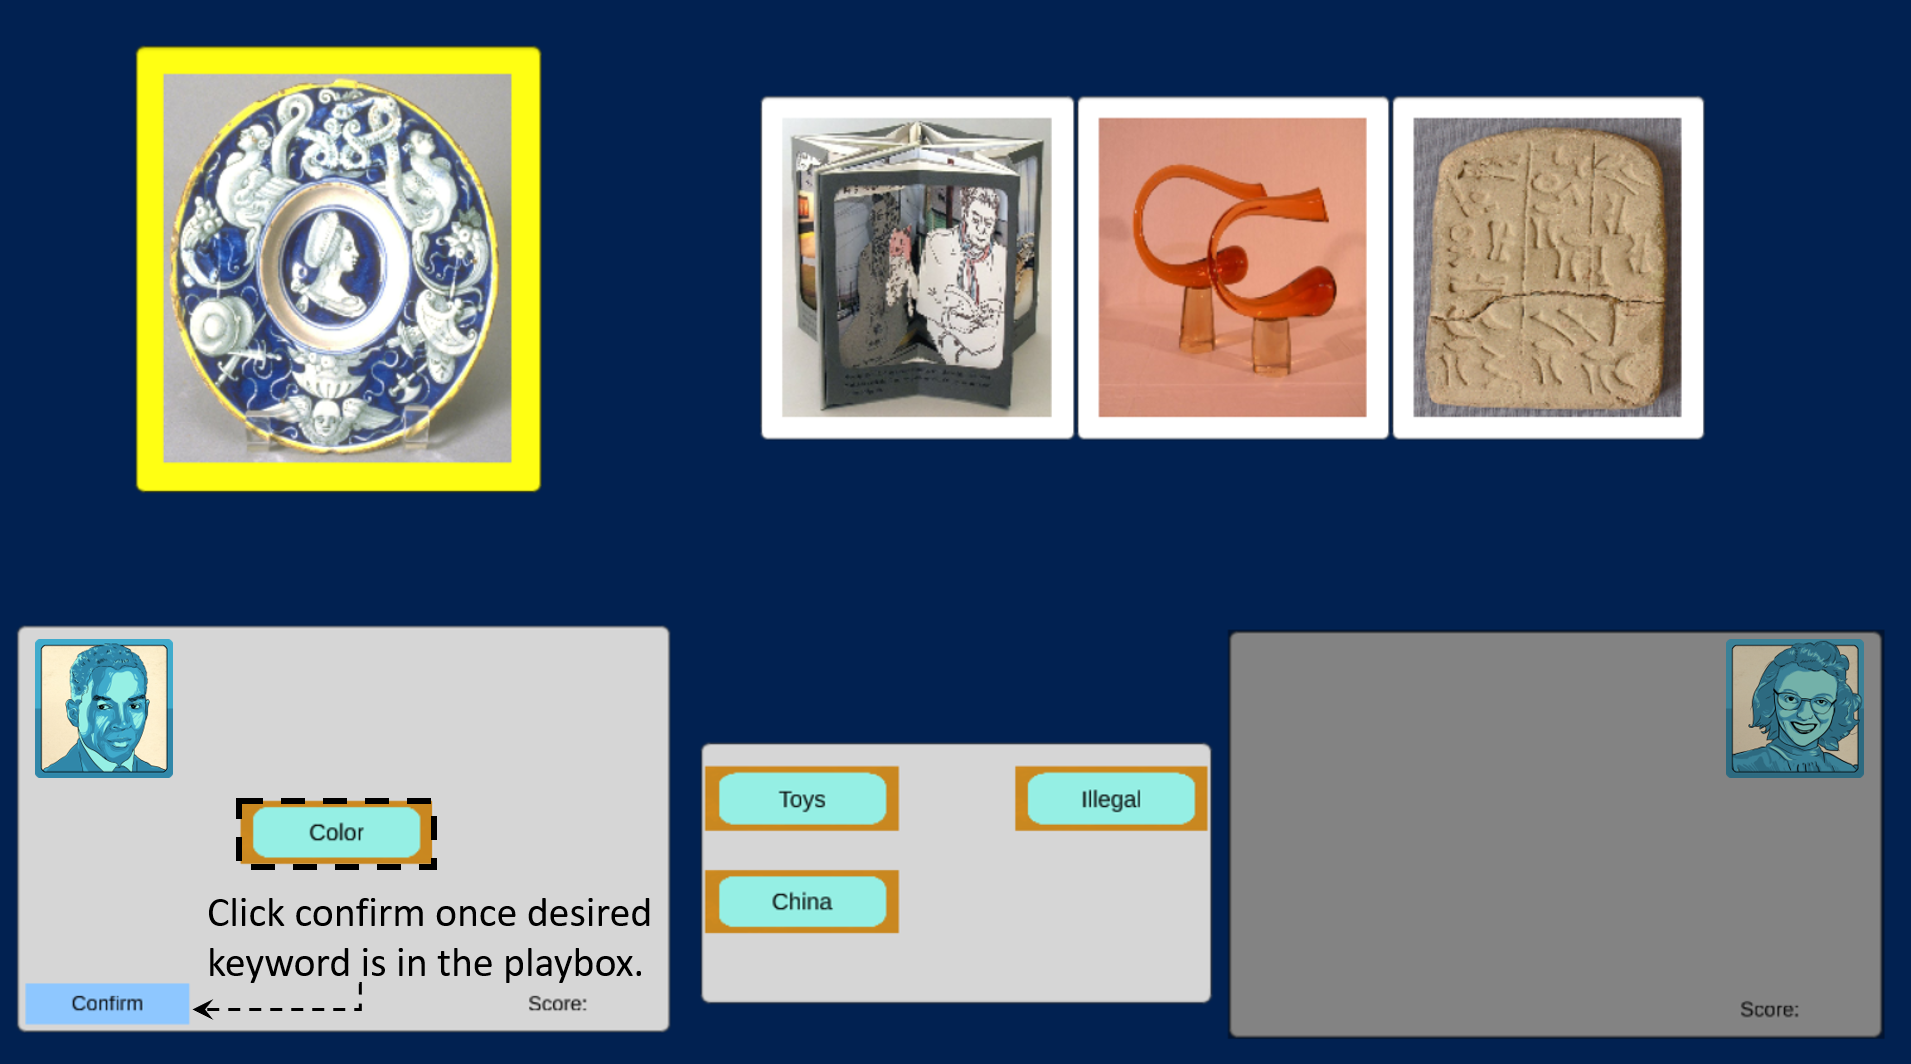 Color
Click confirm once desired
keyword is in the playbox.
Confirm
Score:
Toys
Illegal
China
Score: